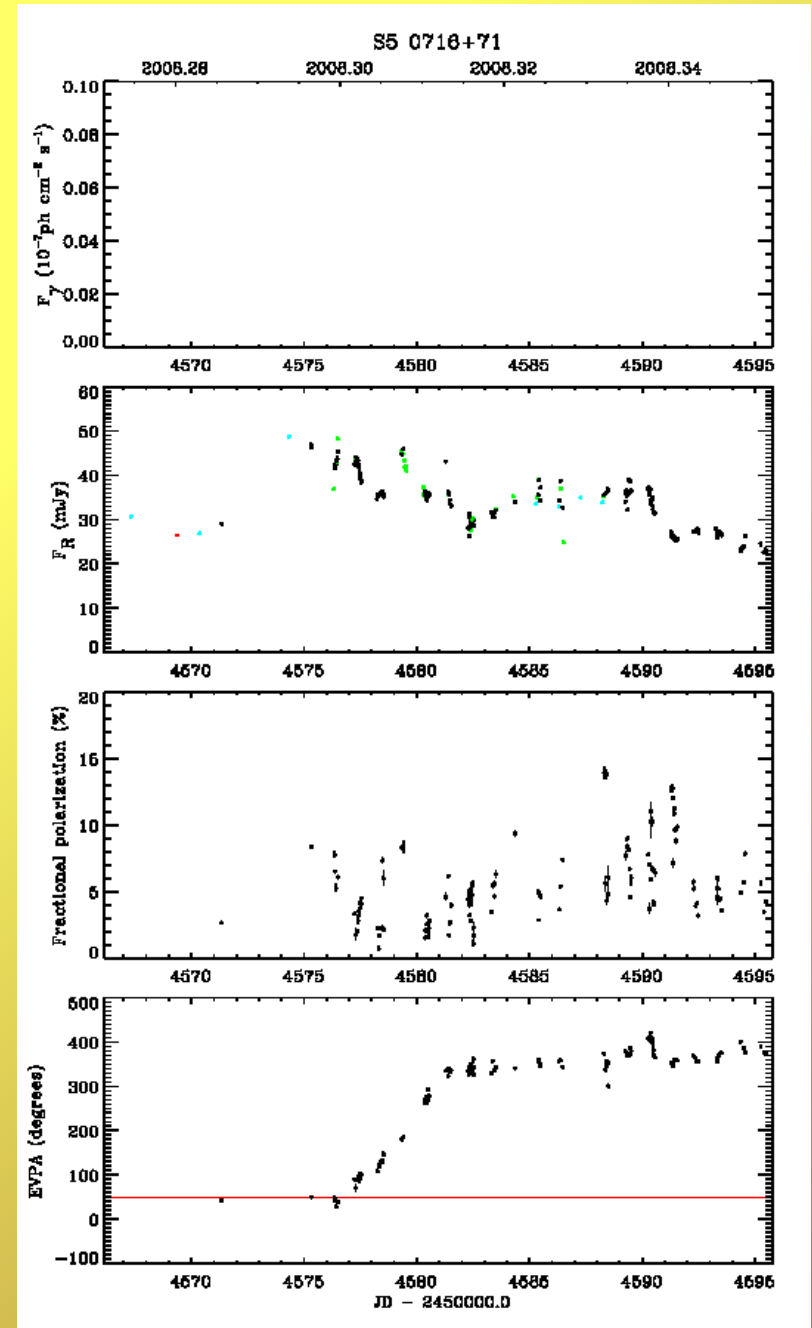 S5 0716+71
2008.28 2008.30 2008.32 2008.34
F_γ (10⁻⁷ph cm⁻² s⁻¹)
0.10
0.08
0.06
0.04
0.02
0.00
4570 4575 4580 4585 4590 4595
F_R (mJy)
60
50
40
30
20
10
0
4570 4575 4580 4585 4590 4595
Fractional polarization (%)
20
15
10
5
0
4570 4575 4580 4585 4590 4595
EVPA (degrees)
500
400
300
200
100
0
−100
4570 4575 4580 4585 4590 4595
JD − 2450000.0